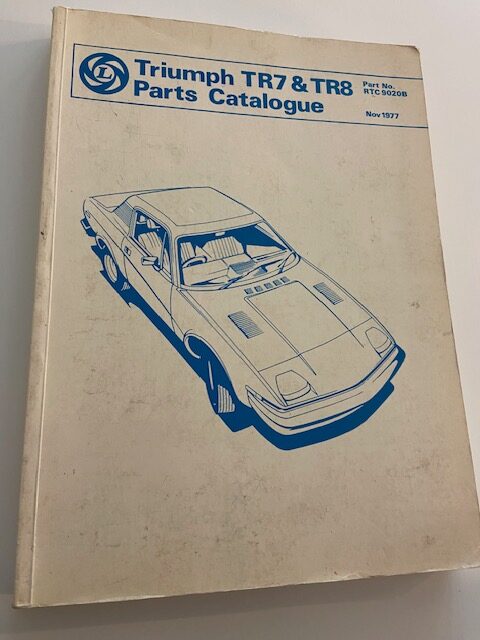 L
Triumph TR7 & TR8
Parts Catalogue
Part No.
RTC 9020B
Nov 1977